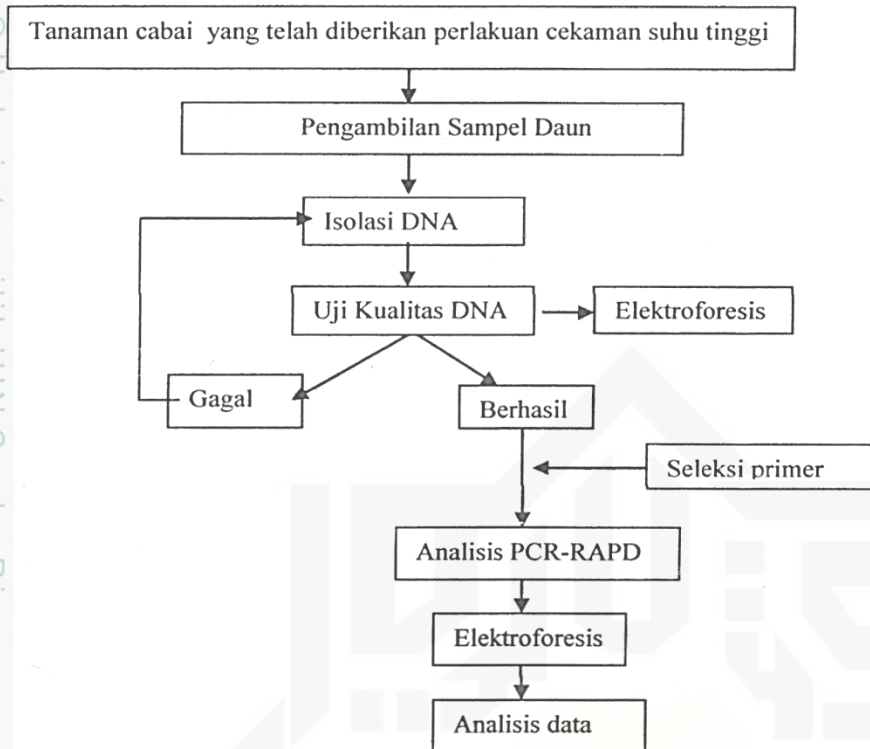 Tanaman cabai yang telah diberikan perlakuan cekaman suhu tinggi
Pengambilan Sampel Daun
Isolasi DNA
Uji Kualitas DNA
Elektroforesis
Gagal
Berhasil
Seleksi primer
Analisis PCR-RAPD
Elektroforesis
Analisis data